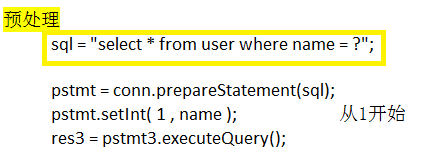 预处理
sql = "select * from user where name = ?";
pstmt = conn.prepareStatement(sql);
pstmt.setInt( 1 , name ); 从1开始
res3 = pstmt3.executeQuery();